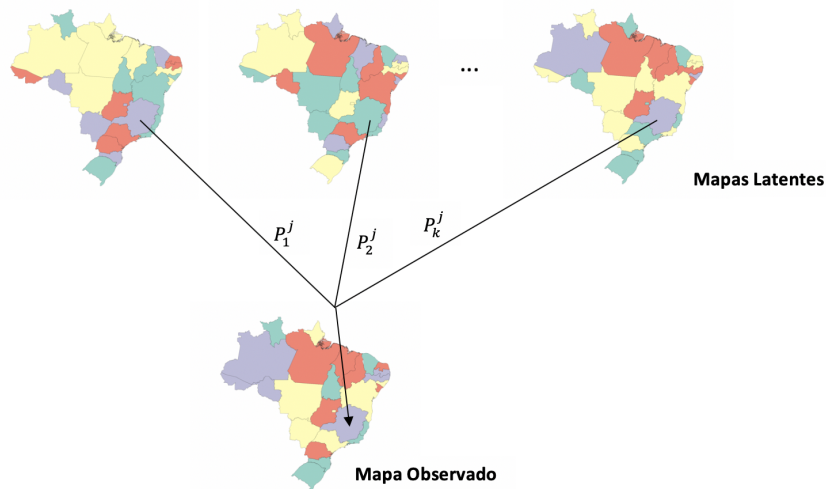 ...
Mapas Latentes
P_1^j
P_2^j
P_k^j
Mapa Observado